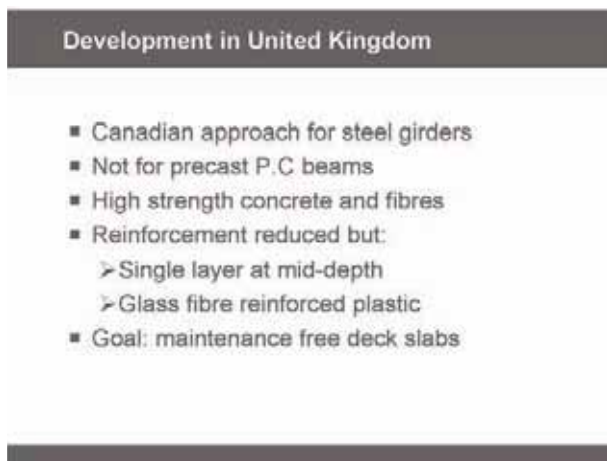 Development in United Kingdom
▪ Canadian approach for steel girders
▪ Not for precast P.C beams
▪ High strength concrete and fibres
▪ Reinforcement reduced but:
➢Single layer at mid-depth
➢Glass fibre reinforced plastic
▪ Goal: maintenance free deck slabs